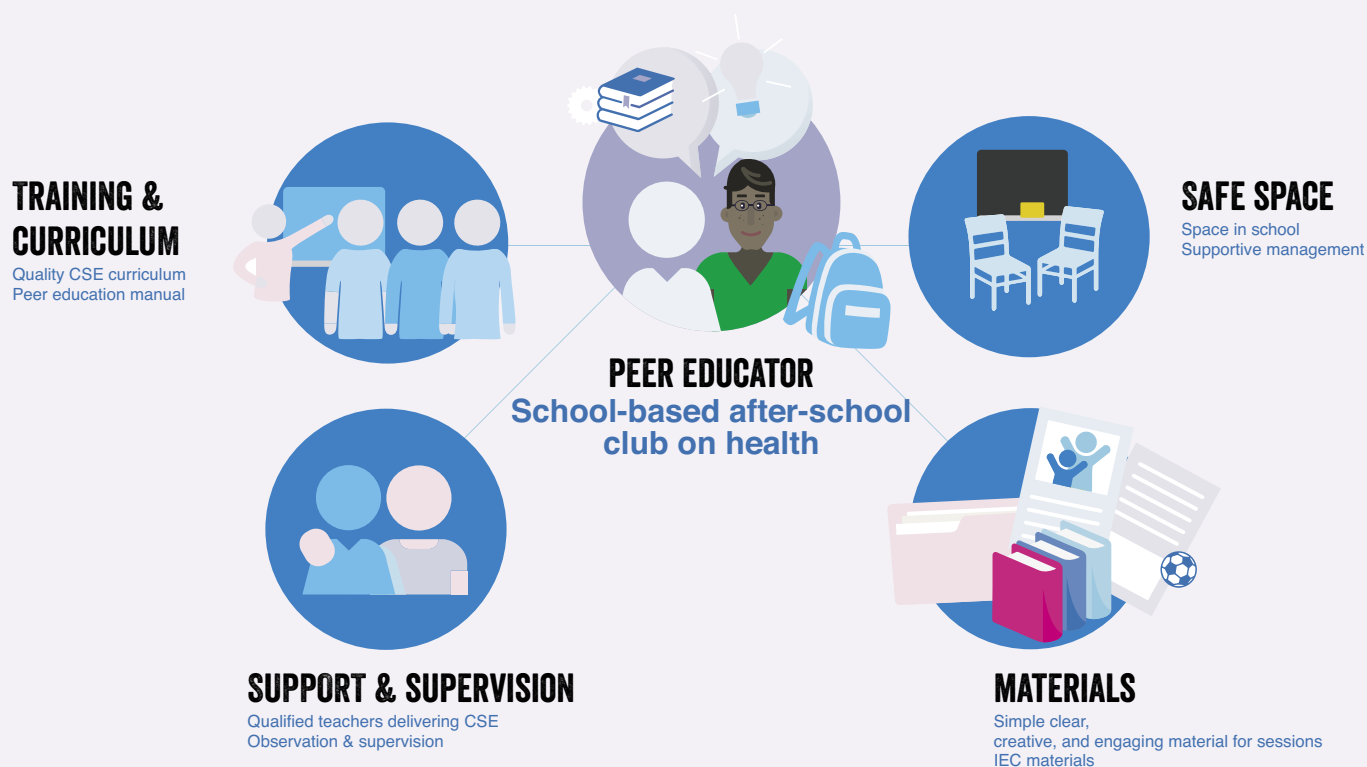 TRAINING &
CURRICULUM
Quality CSE curriculum
Peer education manual
PEER EDUCATOR
School-based after-school
club on health
SAFE SPACE
Space in school
Supportive management
SUPPORT & SUPERVISION
Qualified teachers delivering CSE
Observation & supervision
MATERIALS
Simple clear,
creative, and engaging material for sessions
IEC materials